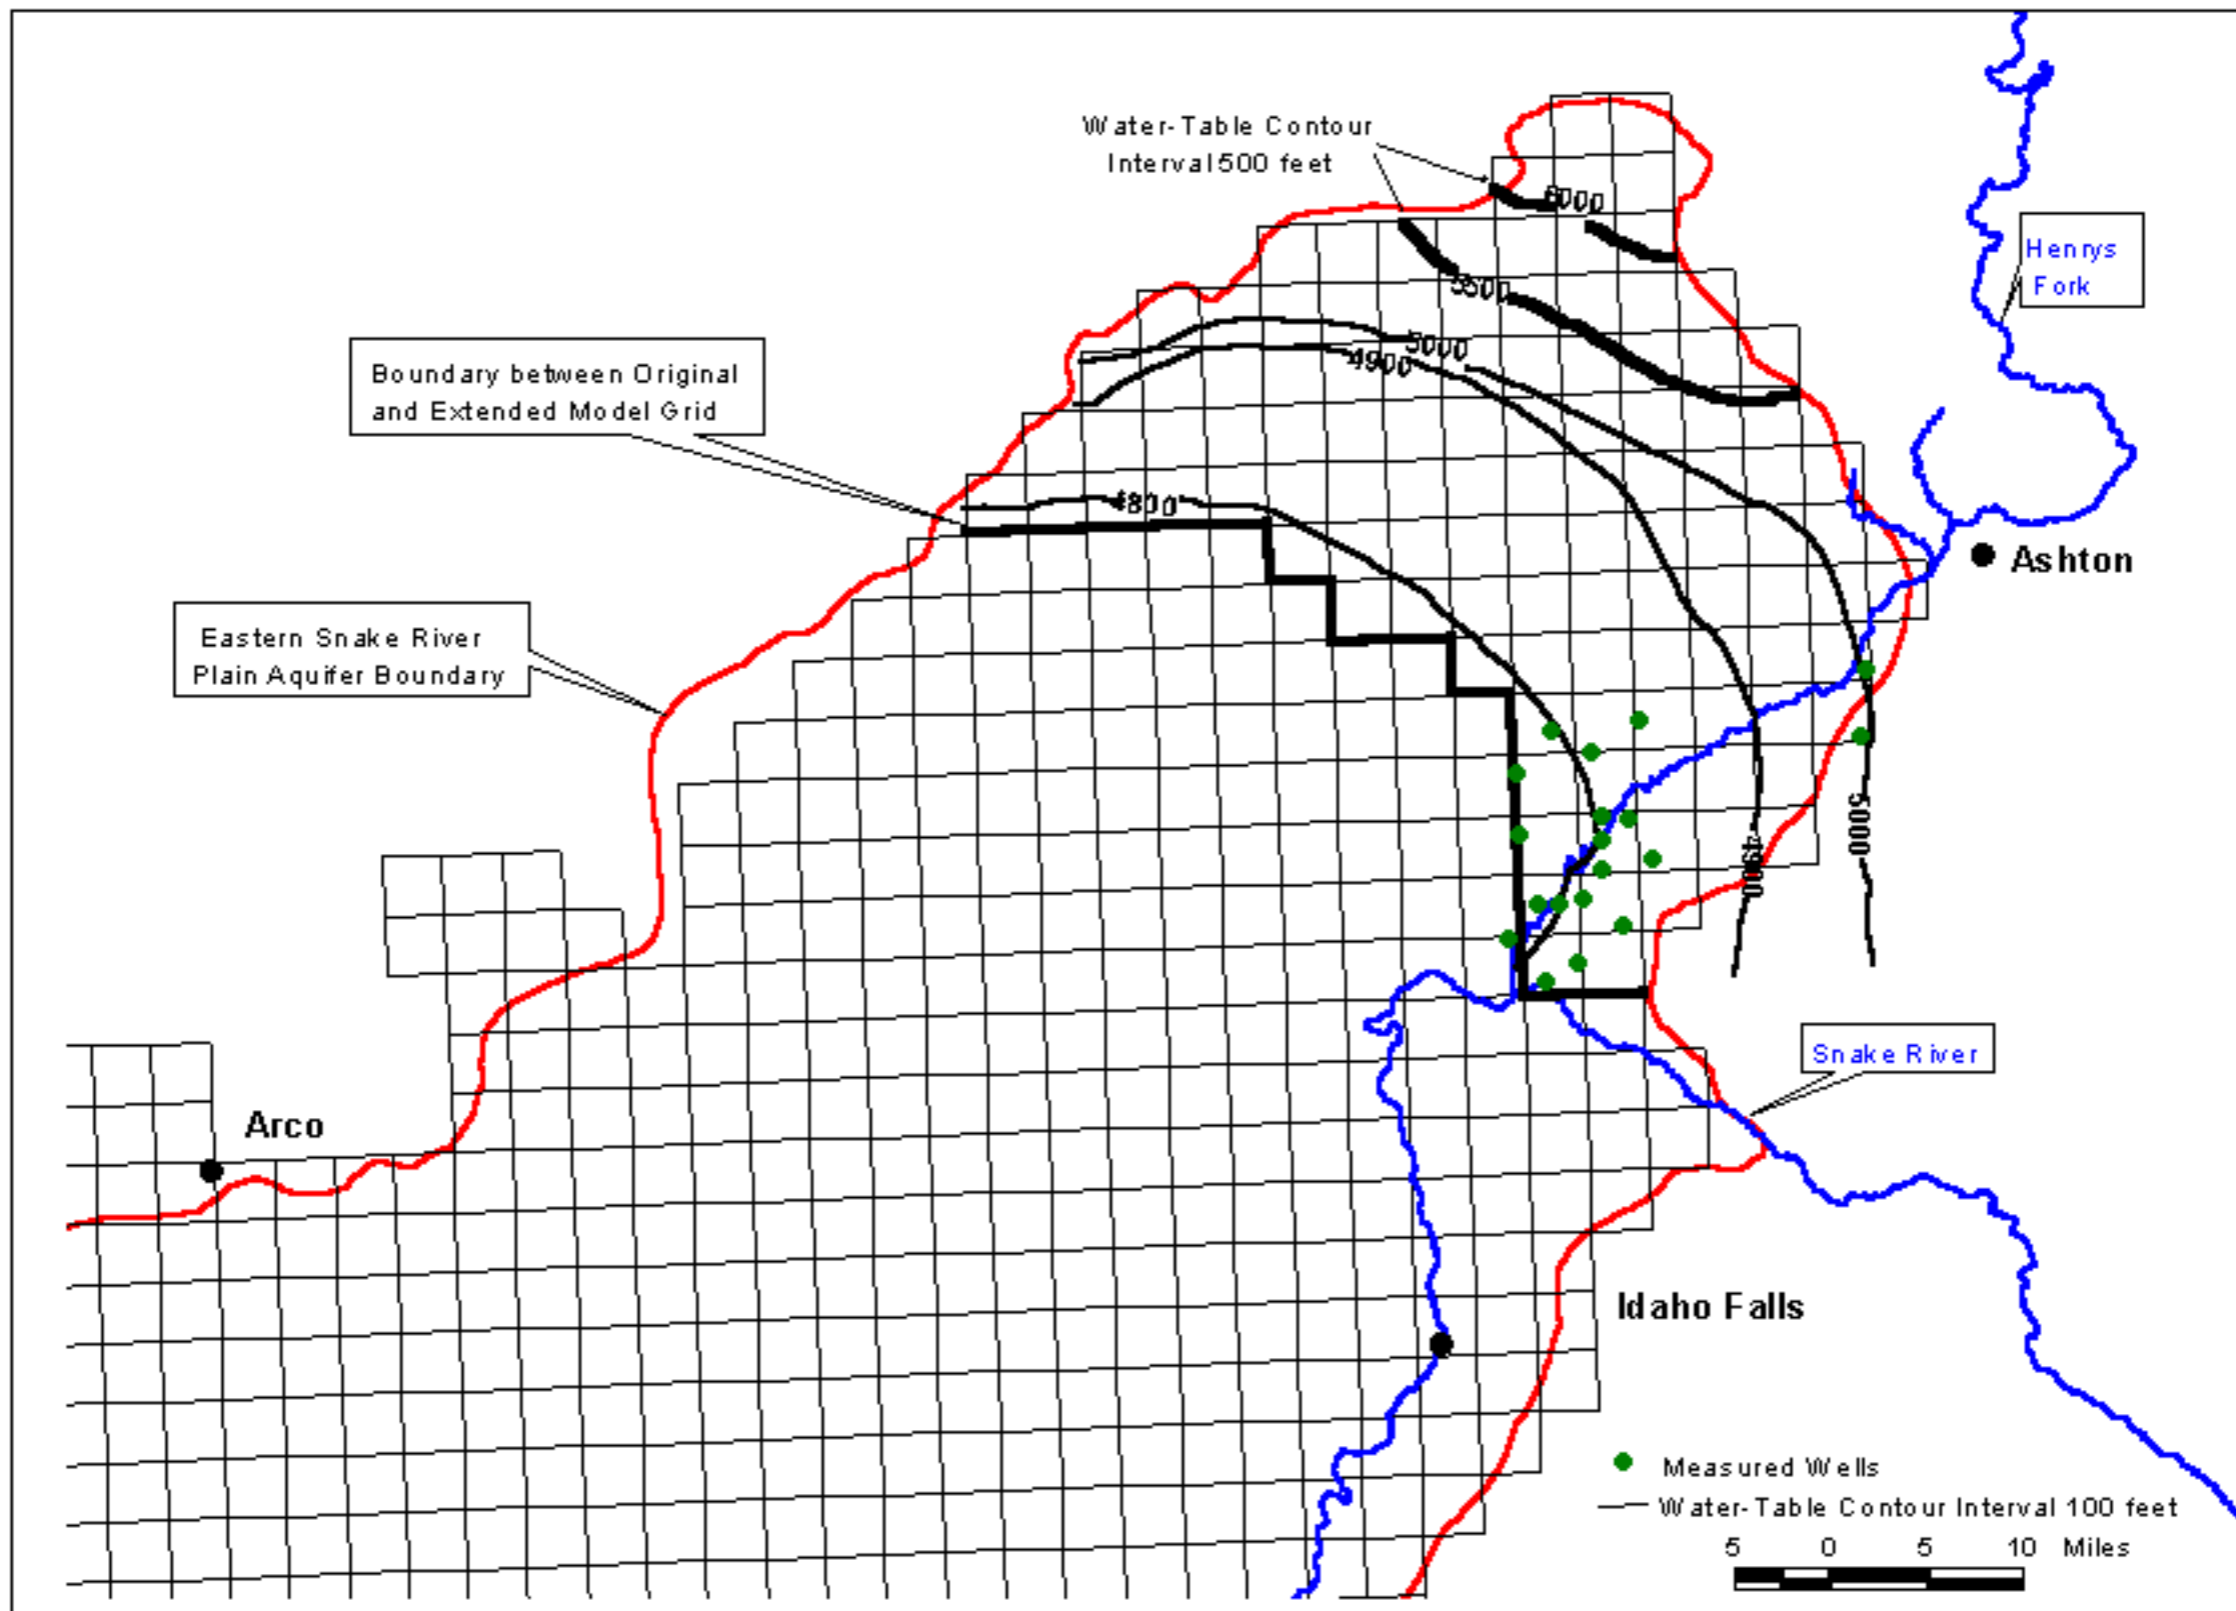 Water-Table Contour
Interval 500 feet
6000
Henrys
Fork
5500
5000
4900
Boundary between Original
and Extended Model Grid
4800
Ashton
Eastern Snake River
Plain Aquifer Boundary
5000
4900
Snake River
Arco
Idaho Falls
Measured Wells
Water-Table Contour Interval 100 feet
5 0 5 10 Miles